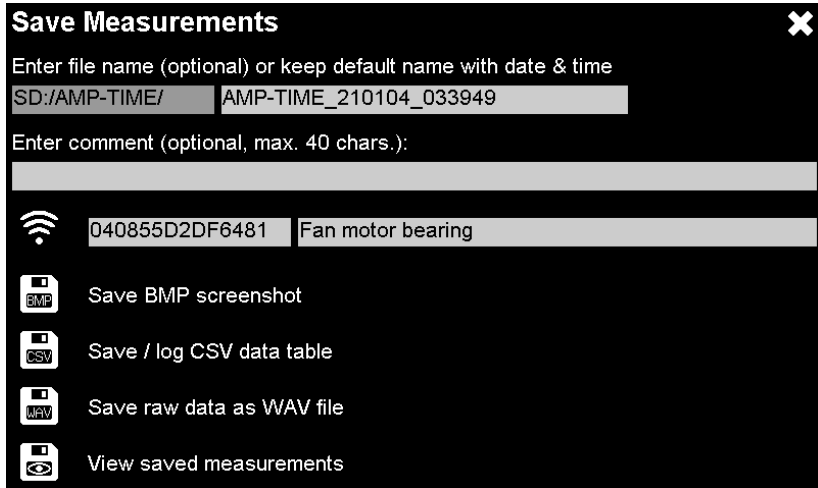 Save Measurements
Enter file name (optional) or keep default name with date & time
SD:/AMP-TIME/ AMP-TIME_210104_033949
Enter comment (optional, max. 40 chars.):
040855D2DF6481 Fan motor bearing
BMP Save BMP screenshot
CSV Save / log CSV data table
WAV Save raw data as WAV file
View saved measurements